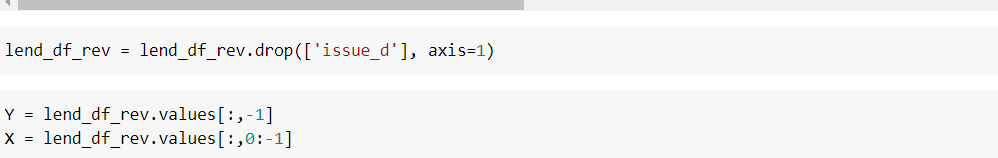 lend_df_rev = lend_df_rev.drop(['issue_d'], axis=1)
Y = lend_df_rev.values[:,-1]
X = lend_df_rev.values[:,0:-1]